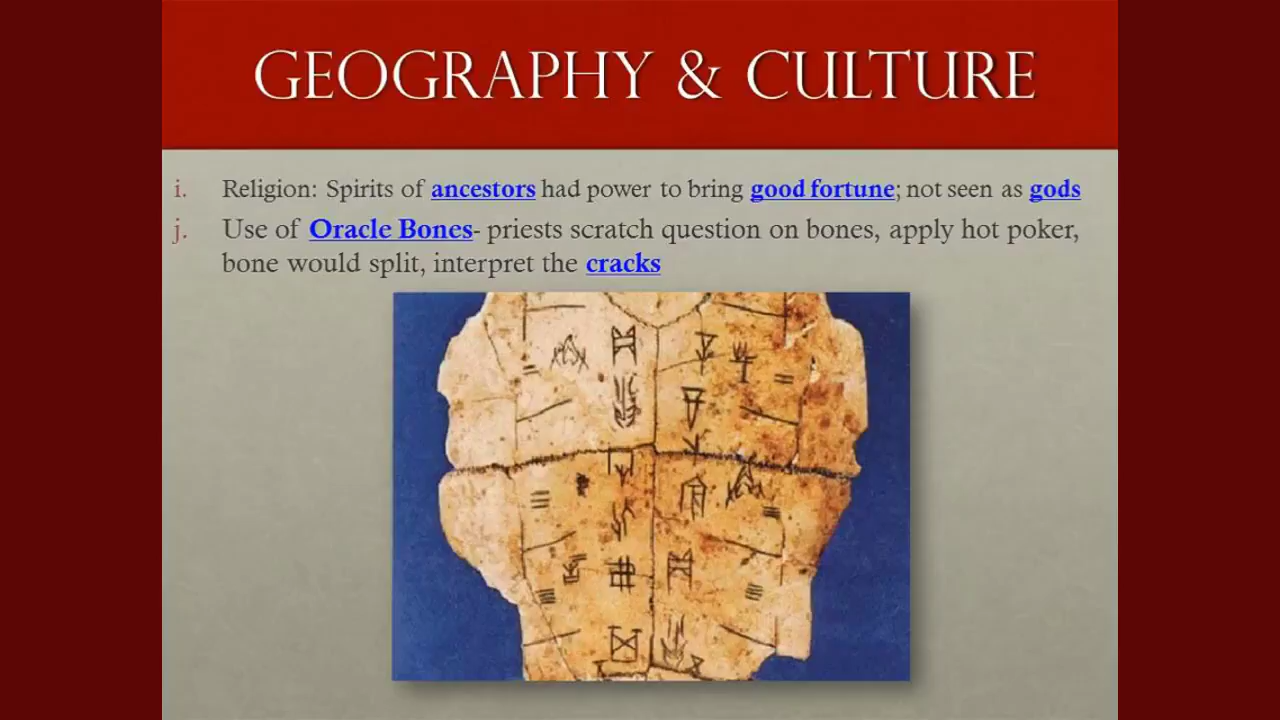 GEOGRAPHY & CULTURE
i. Religion: Spirits of ancestors had power to bring good fortune; not seen as gods
j. Use of Oracle Bones- priests scratch question on bones, apply hot poker,
bone would split, interpret the cracks